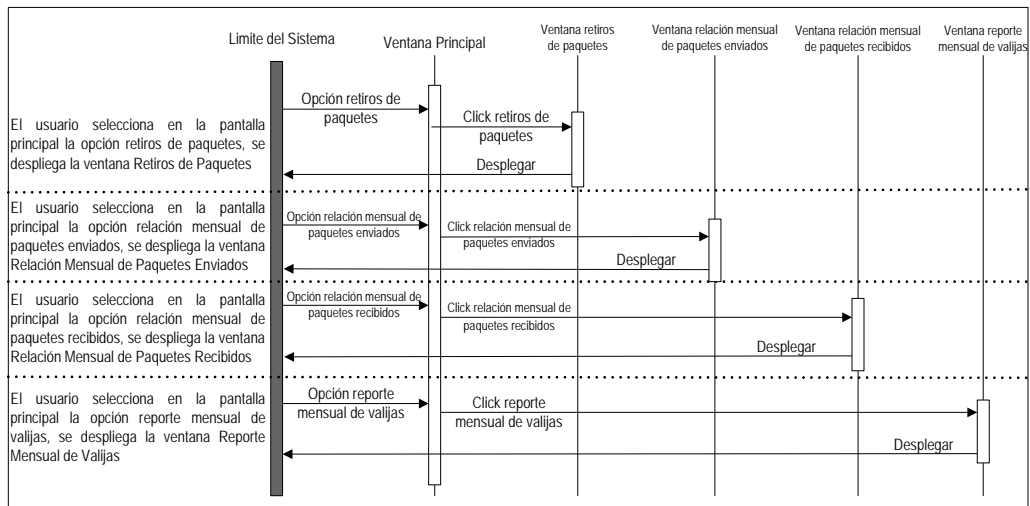 Limite del Sistema
Ventana Principal
Ventana retiros
de paquetes
Ventana relación mensual
de paquetes enviados
Ventana relación mensual
de paquetes recibidos
Ventana reporte
mensual de valijas
El usuario selecciona en la pantalla
principal la opción retiros de paquetes, se
despliega la ventana Retiros de Paquetes
Opción retiros de
paquetes
Click retiros de
paquetes
Desplegar
El usuario selecciona en la pantalla
principal la opción relación mensual de
paquetes enviados, se despliega la ventana
Relación Mensual de Paquetes Enviados
Opción relación mensual de
paquetes enviados
Click relación mensual de
paquetes enviados
Desplegar
El usuario selecciona en la pantalla
principal la opción relación mensual de
paquetes recibidos, se despliega la ventana
Relación Mensual de Paquetes Recibidos
Opción relación mensual de
paquetes recibidos
Click relación mensual de
paquetes recibidos
Desplegar
El usuario selecciona en la pantalla
principal la opción reporte mensual de
valijas, se despliega la ventana Reporte
Mensual de Valijas
Opción reporte
mensual de valijas
Click reporte
mensual de valijas
Desplegar